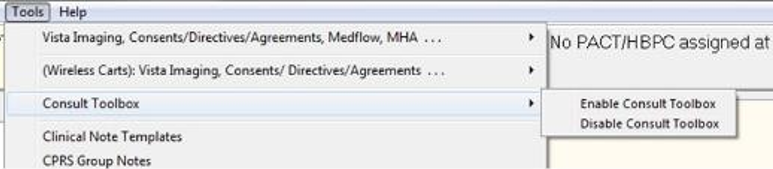 Tools Help
Vista Imaging, Consents/Directives/Agreements, Medflow, MHA ...
No PACT/HBPC assigned at
(Wireless Carts): Vista Imaging, Consents/ Directives/Agreements ...
Consult Toolbox
Enable Consult Toolbox
Disable Consult Toolbox
Clinical Note Templates
CPRS Group Notes